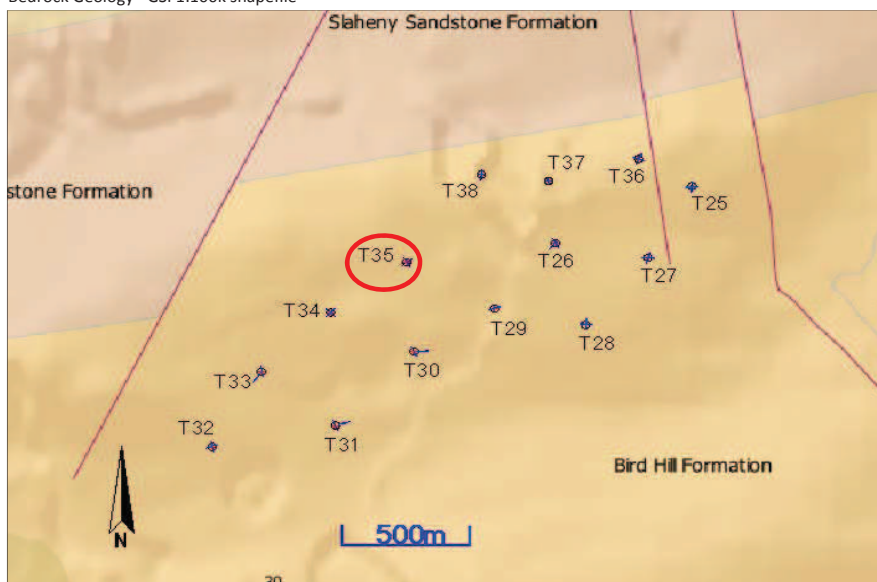 Slaheny Sandstone Formation
T37
T36
T38
stone Formation
T25
T35
T26
T27
T34
T29
T28
T30
T33
T32
T31
Bird Hill Formation
500m
N